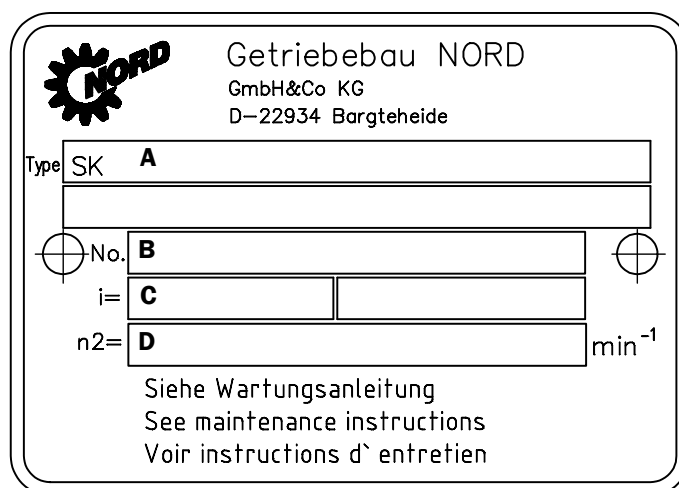 NORD
Getriebebau NORD
GmbH&Co KG
D-22934 Bargteheide
Type SK A
No. B
i= C
n2= D min⁻¹
Siehe Wartungsanleitung
See maintenance instructions
Voir instructions d` entretien